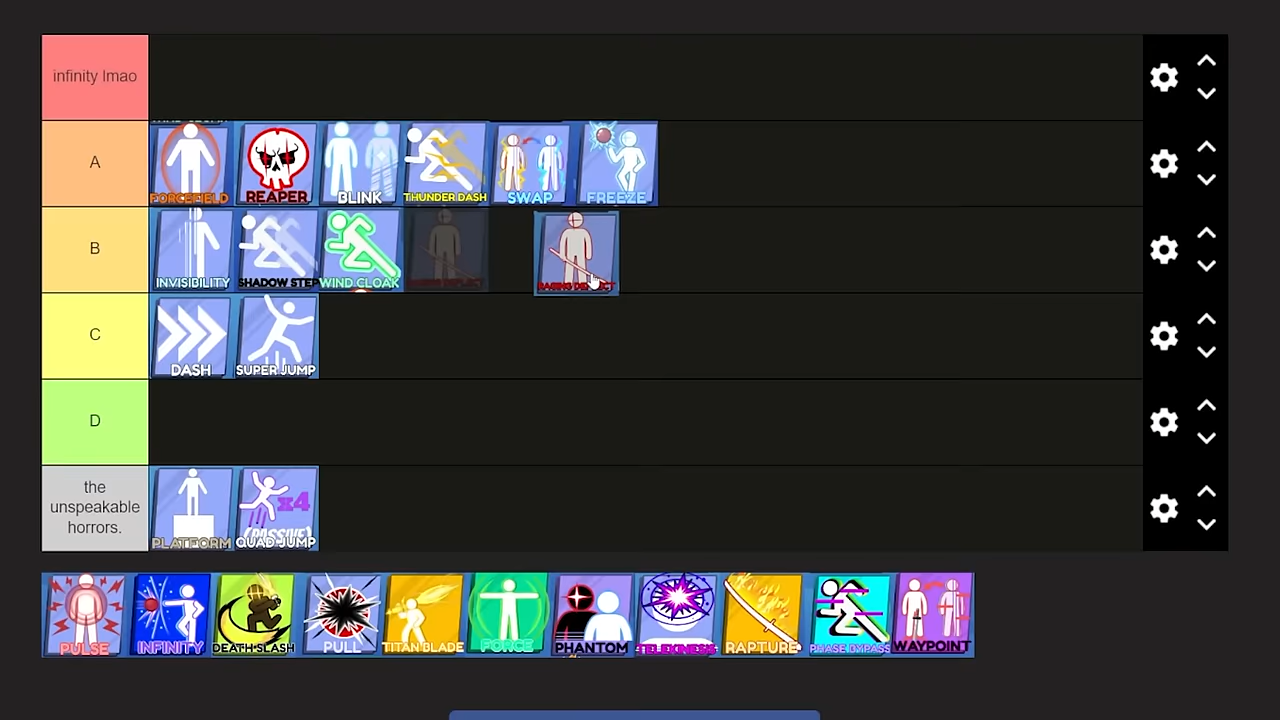 infinity lmao
A
FORCEFIELD
REAPER
BLINK
THUNDER DASH
SWAP
FREEZE
B
INVISIBILITY
SHADOW STEP
WIND CLOAK
RAGING DEFLECT
C
DASH
SUPER JUMP
D
the
unspeakable
horrors.
PLATFORM
x4
(PASSIVE)
QUAD JUMP
PULSE
INFINITY
DEATH SLASH
PULL
TITAN BLADE
FORCE
PHANTOM
TELEKINESIS
RAPTURE
PHASE BYPASS
WAYPOINT